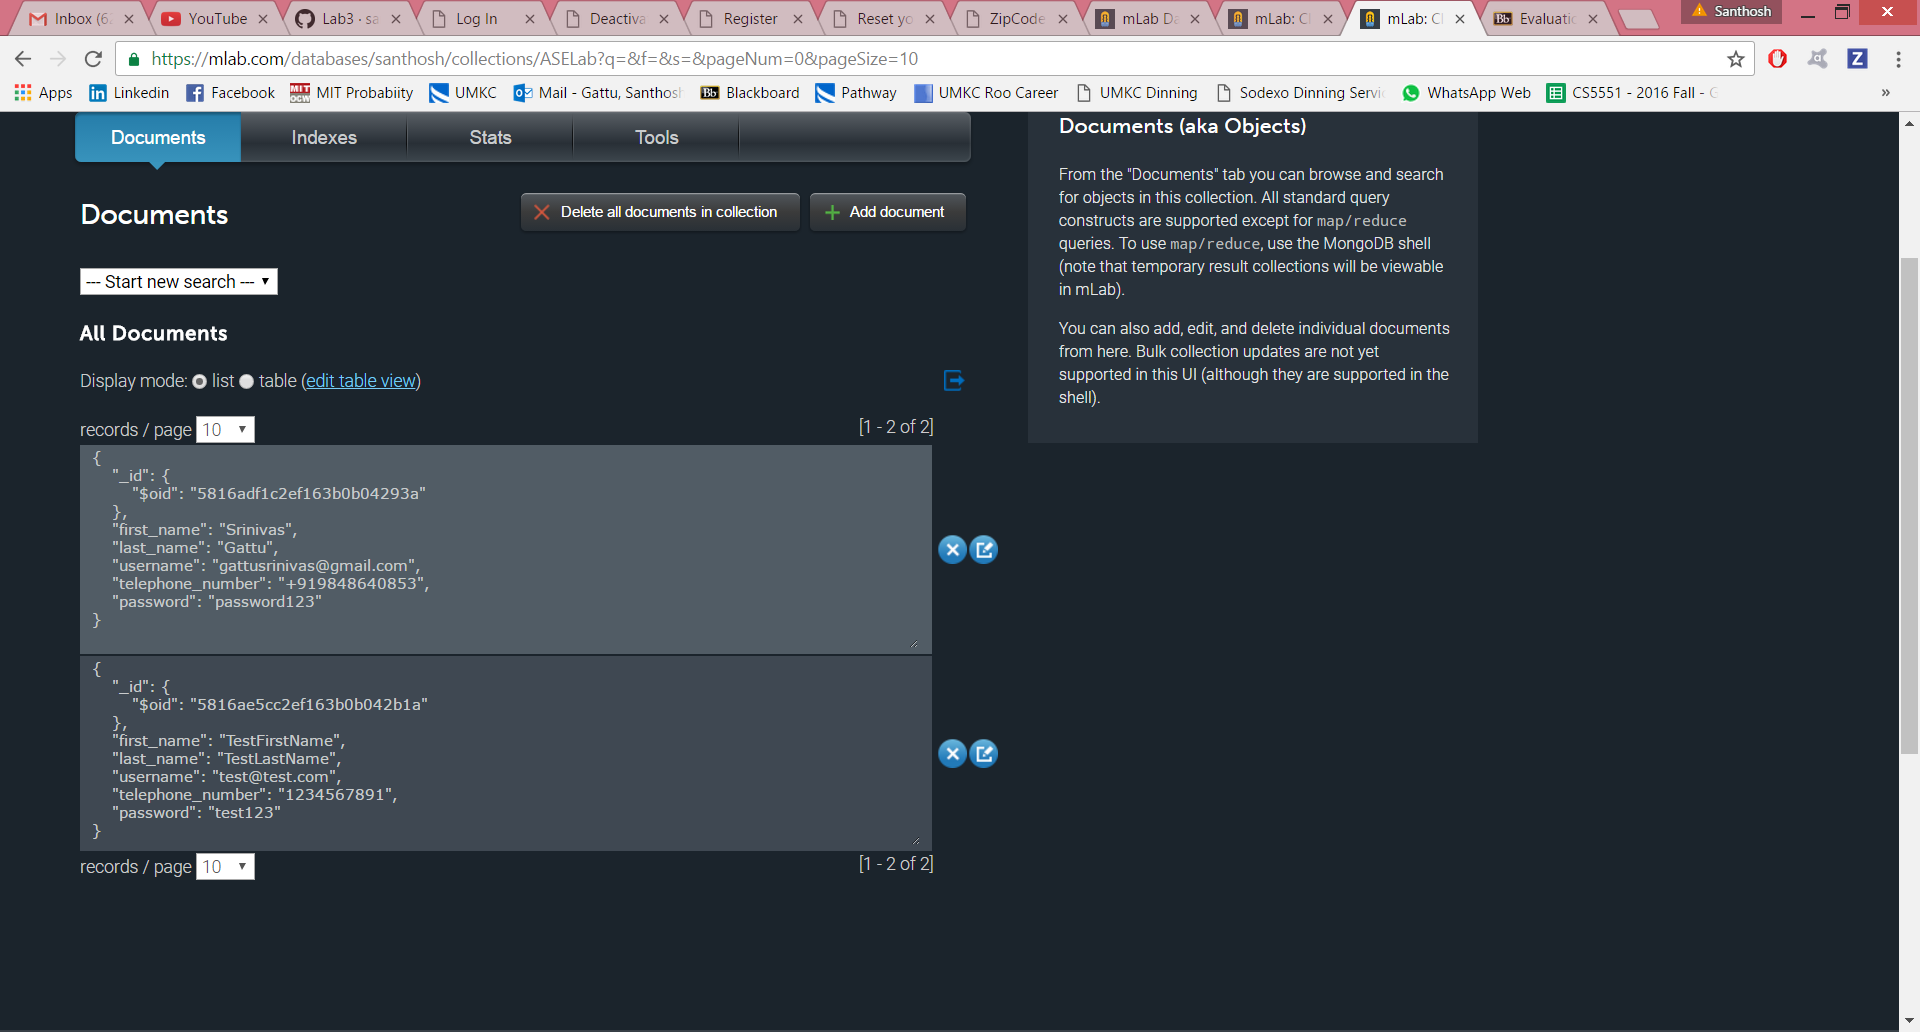 Inbox (6
YouTube
Lab3 · sa
Log In
Deactiva
Register
Reset yo
ZipCode
mLab Da
mLab: Cl
mLab: Cl
Bb Evaluatio
Santhosh
https://mlab.com/databases/santhosh/collections/ASELab?q=&f=&s=&pageNum=0&pageSize=10
Apps
Linkedin
Facebook
MIT Probabiity
UMKC
Mail - Gattu, Santhosh
Bb Blackboard
Pathway
UMKC Roo Career
UMKC Dinning
Sodexo Dinning Servi
WhatsApp Web
CS5551 - 2016 Fall - G
»
Documents
Indexes
Stats
Tools
Documents
Delete all documents in collection
Add document
--- Start new search ---
All Documents
Display mode: list table (edit table view)
records / page 10
[1 - 2 of 2]
{
"_id": {
"$oid": "5816adf1c2ef163b0b04293a"
},
"first_name": "Srinivas",
"last_name": "Gattu",
"username": "gattusrinivas@gmail.com",
"telephone_number": "+919848640853",
"password": "password123"
}
{
"_id": {
"$oid": "5816ae5cc2ef163b0b042b1a"
},
"first_name": "TestFirstName",
"last_name": "TestLastName",
"username": "test@test.com",
"telephone_number": "1234567891",
"password": "test123"
}
records / page 10
[1 - 2 of 2]
Documents (aka Objects)
From the "Documents" tab you can browse and search
for objects in this collection. All standard query
constructs are supported except for map/reduce
queries. To use map/reduce, use the MongoDB shell
(note that temporary result collections will be viewable
in mLab).
You can also add, edit, and delete individual documents
from here. Bulk collection updates are not yet
supported in this UI (although they are supported in the
shell).